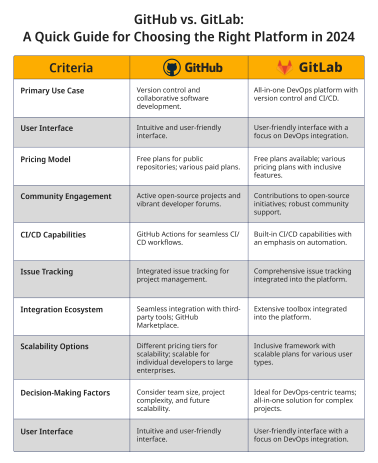 GitHub vs. GitLab:
A Quick Guide for Choosing the Right Platform in 2024
Criteria
GitHub
GitLab
Primary Use Case
Version control and
collaborative software
development.
All-in-one DevOps platform with
version control and CI/CD.
User Interface
Intuitive and user-friendly
interface.
User-friendly interface with a
focus on DevOps integration.
Pricing Model
Free plans for public
repositories; various paid plans.
Free plans available; various
pricing plans with inclusive
features.
Community Engagement
Active open-source projects and
vibrant developer forums.
Contributions to open-source
initiatives; robust community
support.
CI/CD Capabilities
GitHub Actions for seamless CI/
CD workflows.
Built-in CI/CD capabilities with
an emphasis on automation.
Issue Tracking
Integrated issue tracking for
project management.
Comprehensive issue tracking
integrated into the platform.
Integration Ecosystem
Seamless integration with third-
party tools; GitHub
Marketplace.
Extensive toolbox integrated
into the platform.
Scalability Options
Different pricing tiers for
scalability; scalable for
individual developers to large
enterprises.
Inclusive framework with
scalable plans for various user
types.
Decision-Making Factors
Consider team size, project
complexity, and future
scalability.
Ideal for DevOps-centric teams;
all-in-one solution for complex
projects.
User Interface
Intuitive and user-friendly
interface.
User-friendly interface with a
focus on DevOps integration.